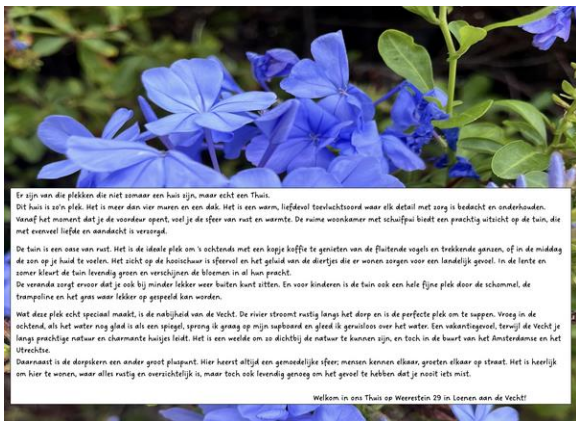 Er zijn van die plekken die niet zomaar een huis zijn, maar echt een Thuis.
Dit huis is zo'n plek. Het is meer dan vier muren en een dak. Het is een warm, liefdevol toevluchtsoord waar elk detail met zorg is bedacht en onderhouden.
Vanaf het moment dat je de voordeur opent, voel je de sfeer van rust en warmte. De ruime woonkamer met schuifpui biedt een prachtig uitzicht op de tuin, die
met evenveel liefde en aandacht is verzorgd.
De tuin is een oase van rust. Het is de ideale plek om 's ochtends met een kopje koffie te genieten van de fluitende vogels en trekkende ganzen, of in de middag
de zon op je huid te voelen. Het zicht op de hooischuur is sfeervol en het geluid van de diertjes die er wonen zorgen voor een landelijk gevoel. In de lente en
zomer kleurt de tuin levendig groen en verschijnen de bloemen in al hun pracht.
De veranda zorgt ervoor dat je ook bij minder lekker weer buiten kunt zitten. En voor kinderen is de tuin ook een hele fijne plek door de schommel, de
trampoline en het gras waar lekker op gespeeld kan worden.
Wat deze plek echt speciaal maakt, is de nabijheid van de Vecht. De rivier stroomt rustig langs het dorp en is de perfecte plek om te suppen. Vroeg in de
ochtend, als het water nog glad is als een spiegel, sprong ik graag op mijn supboard en gleed ik geruisloos over het water. Een vakantiegevoel, terwijl de Vecht je
langs prachtige natuur en charmante huisjes leidt. Het is een weelde om zo dichtbij de natuur te kunnen zijn, en toch in de buurt van het Amsterdamse en het
Utrechtse.
Daarnaast is de dorpskern een ander groot pluspunt. Hier heerst altijd een gemoedelijke sfeer; mensen kennen elkaar, groeten elkaar op straat. Het is heerlijk
om hier te wonen, waar alles rustig en overzichtelijk is, maar toch ook levendig genoeg om het gevoel te hebben dat je nooit iets mist.
Welkom in ons Thuis op Weerestein 29 in Loenen aan de Vecht!